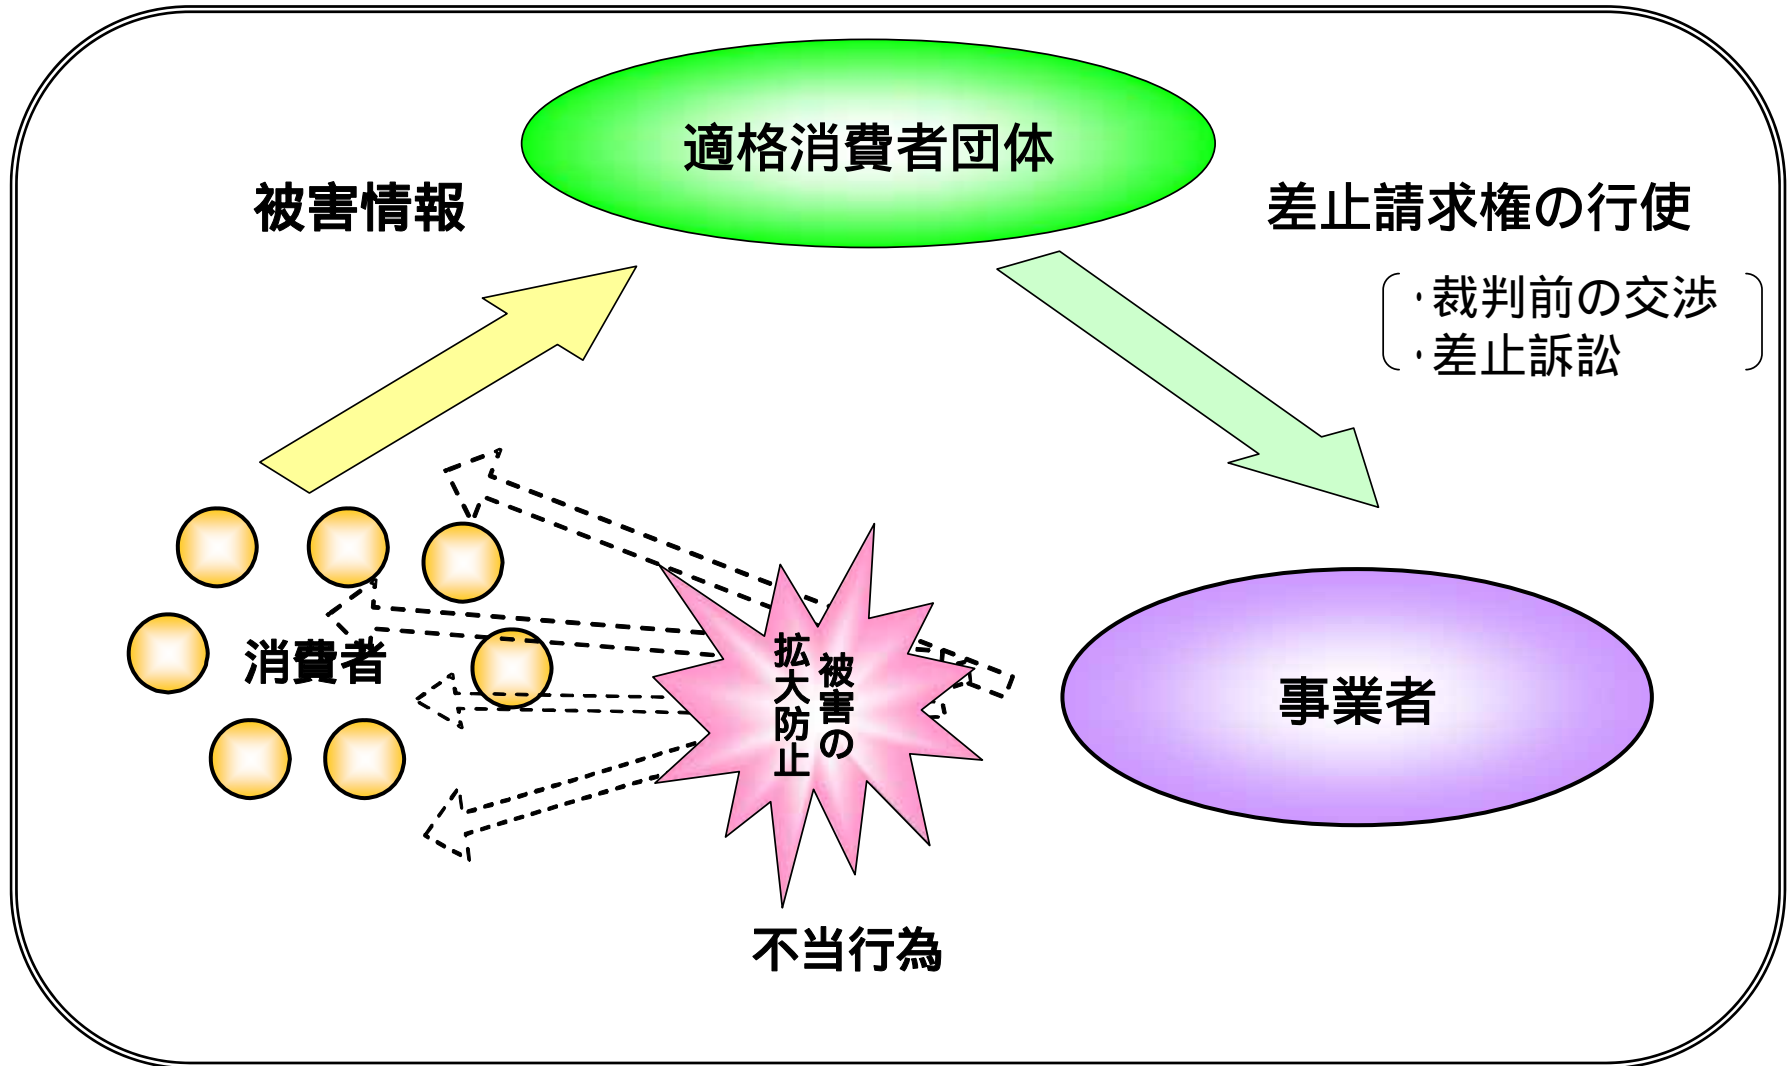 適格消費者団体
被害情報
差止請求権の行使
・裁判前の交渉
・差止訴訟
消費者
被害の
拡大防止
事業者
不当行為